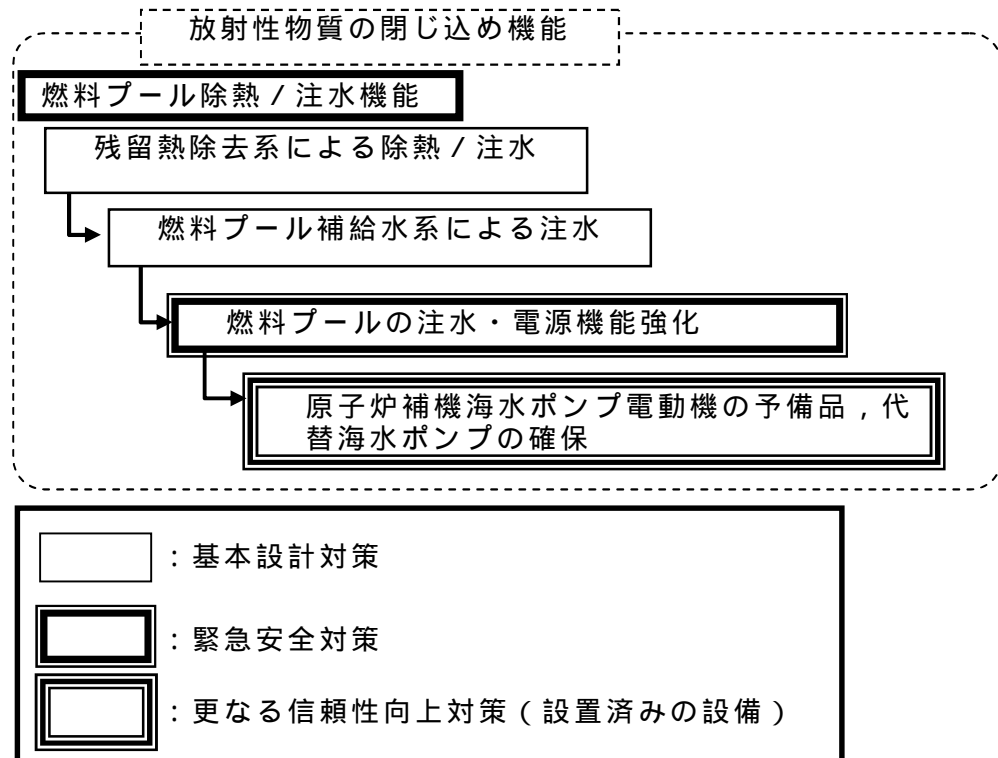 放射性物質の閉じ込め機能
燃料プール除熱/注水機能
残留熱除去系による除熱/注水
燃料プール補給水系による注水
燃料プールの注水・電源機能強化
原子炉補機海水ポンプ電動機の予備品,代
替海水ポンプの確保
:基本設計対策
:緊急安全対策
:更なる信頼性向上対策(設置済みの設備)